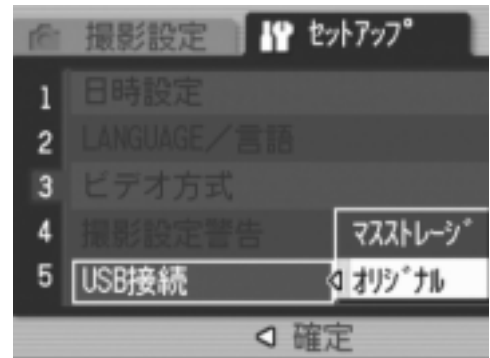 撮影設定 セットアップ
1 日時設定
2 LANGUAGE／言語
3 ビデオ方式
4 撮影設定警告 マスストレージ
5 USB接続 オリジナル
確定